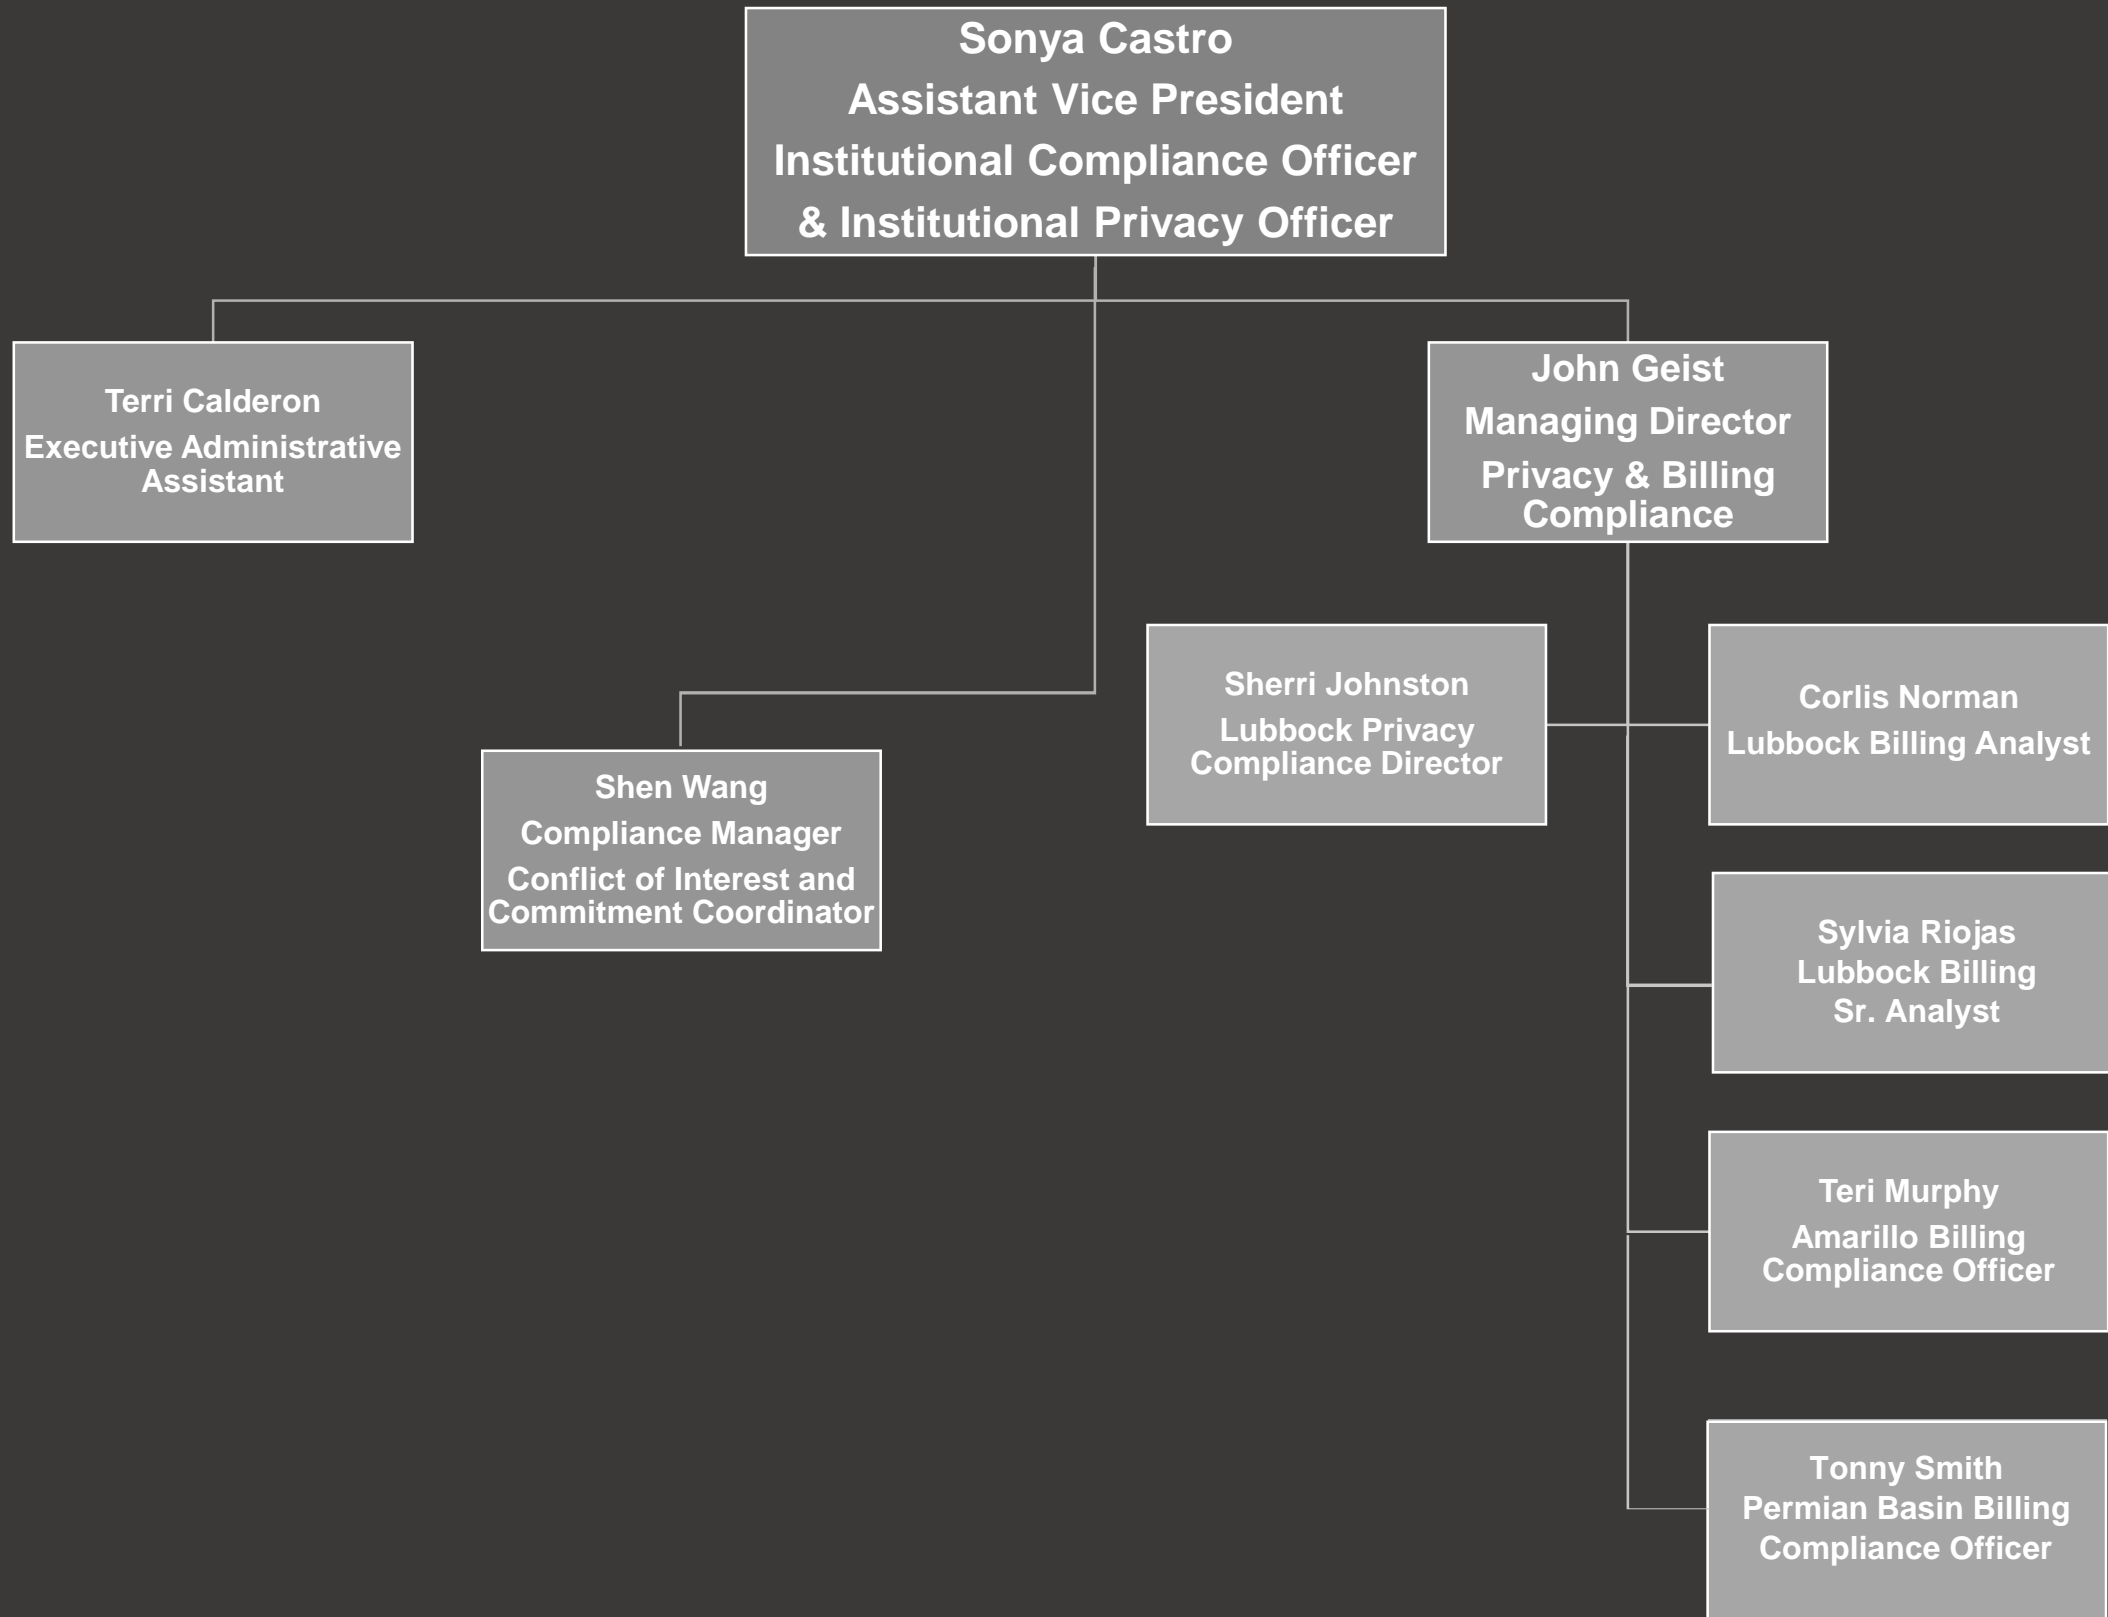 Sonya Castro
Assistant Vice President
Institutional Compliance Officer
& Institutional Privacy Officer
Terri Calderon
Executive Administrative
Assistant
John Geist
Managing Director
Privacy & Billing
Compliance
Sherri Johnston
Lubbock Privacy
Compliance Director
Corlis Norman
Lubbock Billing Analyst
Shen Wang
Compliance Manager
Conflict of Interest and
Commitment Coordinator
Sylvia Riojas
Lubbock Billing
Sr. Analyst
Teri Murphy
Amarillo Billing
Compliance Officer
Tonny Smith
Permian Basin Billing
Compliance Officer